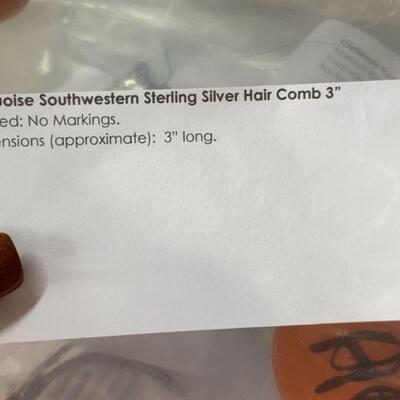 uoise Southwestern Sterling Silver Hair Comb 3"
ed: No Markings.
ensions (approximate): 3" long.